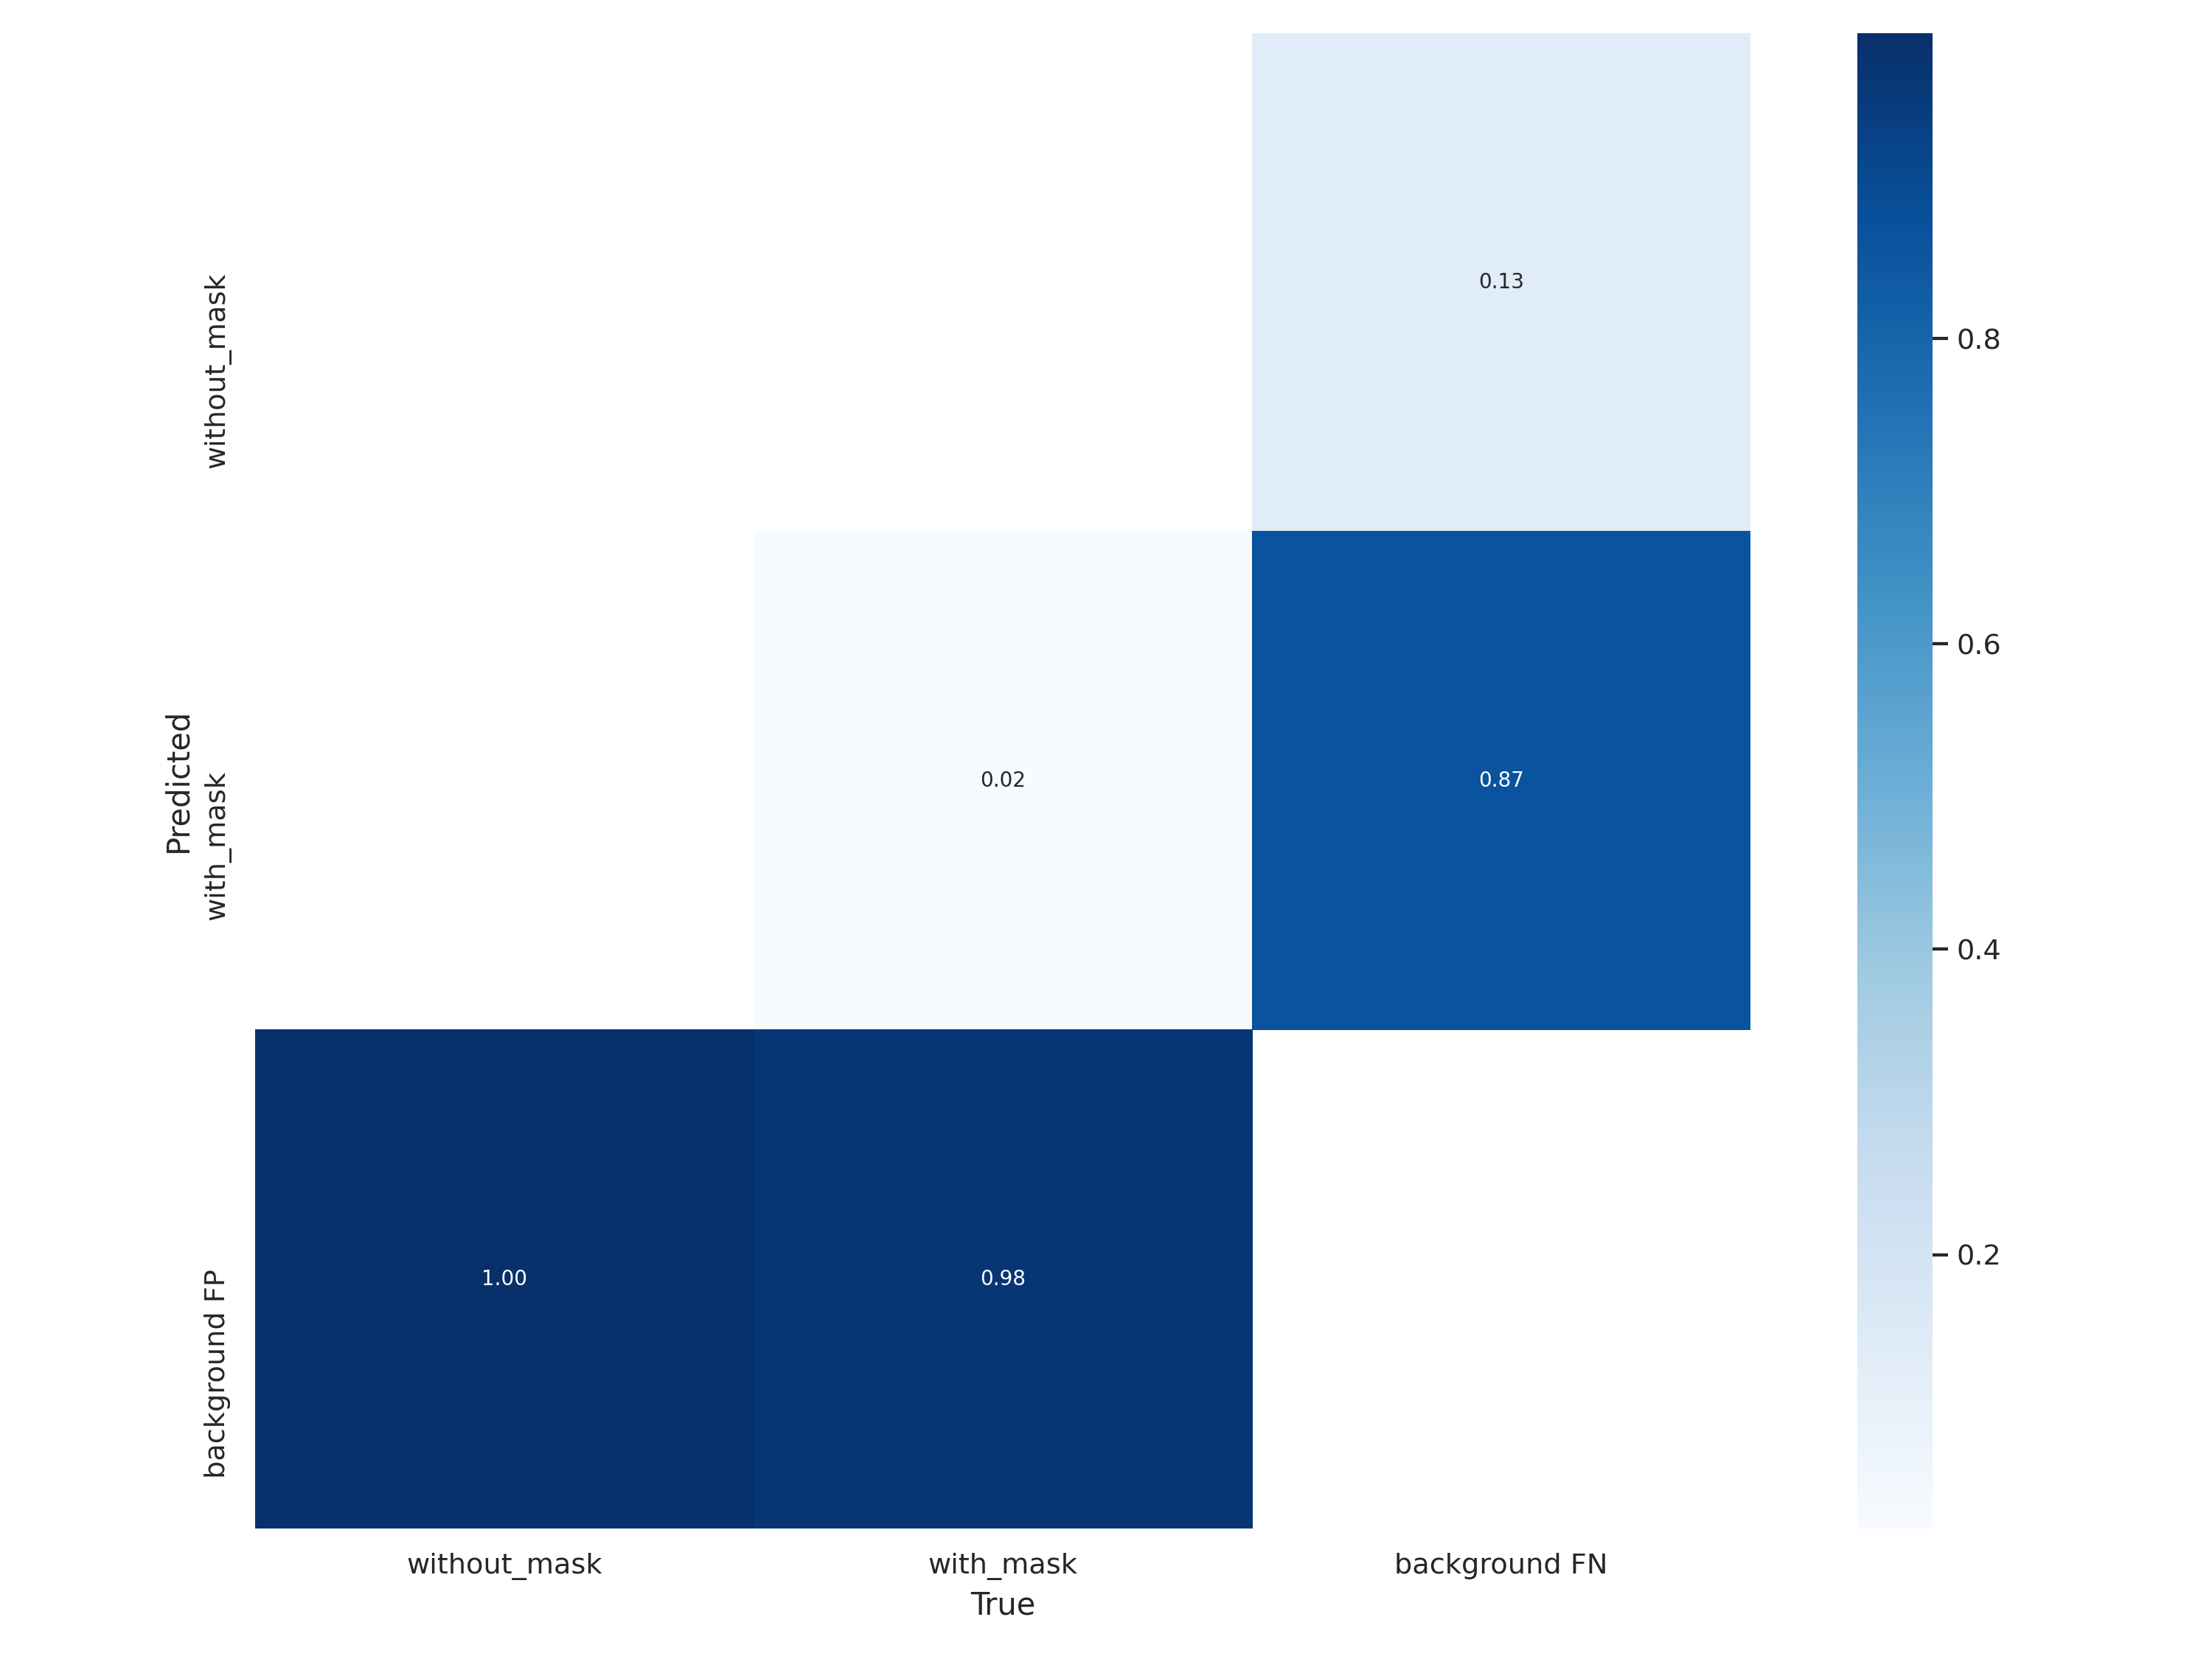 0.13
0.8
without_mask
0.6
0.02
0.87
Predicted
with_mask
0.4
0.2
1.00
0.98
background FP
without_mask
with_mask
background FN
True